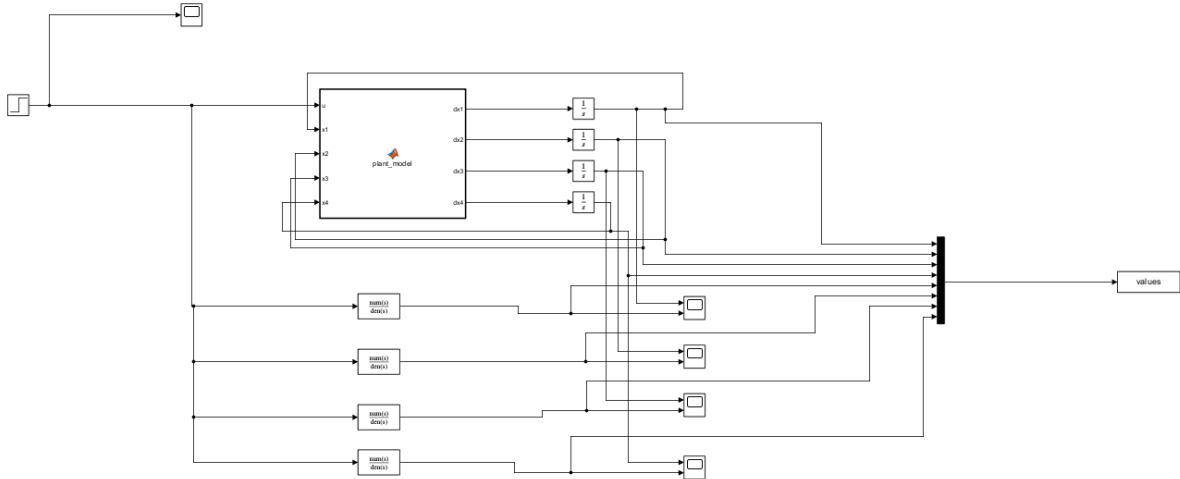 u
x1
x2
x3
x4
plant_model
dx1
dx2
dx3
dx4
1
s
1
s
1
s
1
s
num(s)
den(s)
num(s)
den(s)
num(s)
den(s)
num(s)
den(s)
values